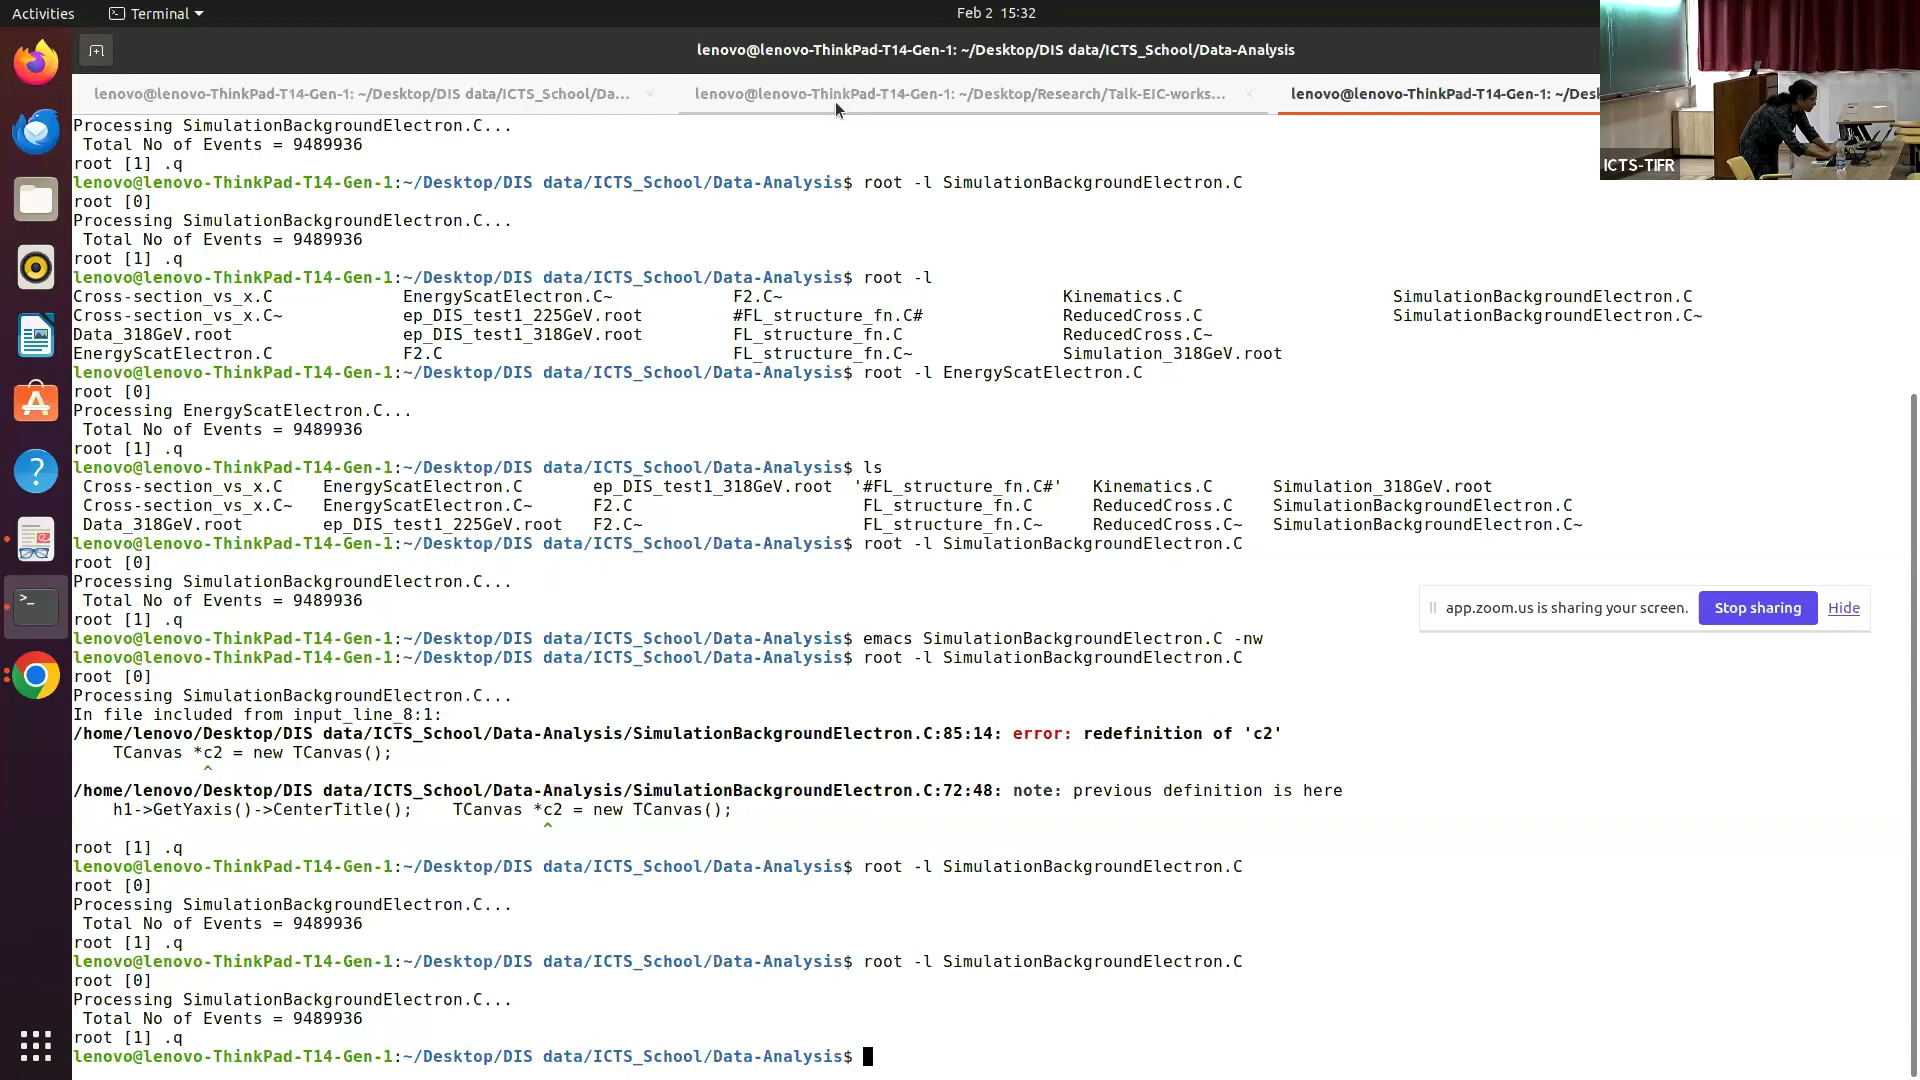 Activities Terminal Feb 2 15:32
lenovo@lenovo-ThinkPad-T14-Gen-1: ~/Desktop/DIS data/ICTS_School/Data-Analysis
lenovo@lenovo-ThinkPad-T14-Gen-1: ~/Desktop/DIS data/ICTS_School/Da... × lenovo@lenovo-ThinkPad-T14-Gen-1: ~/Desktop/Research/Talk-EIC-works... × lenovo@lenovo-ThinkPad-T14-Gen-1: ~/Desk
ICTS-TIFR
Processing SimulationBackgroundElectron.C...
Total No of Events = 9489936
root [1] .q
lenovo@lenovo-ThinkPad-T14-Gen-1:~/Desktop/DIS data/ICTS_School/Data-Analysis$ root -l SimulationBackgroundElectron.C
root [0]
Processing SimulationBackgroundElectron.C...
Total No of Events = 9489936
root [1] .q
lenovo@lenovo-ThinkPad-T14-Gen-1:~/Desktop/DIS data/ICTS_School/Data-Analysis$ root -l
Cross-section_vs_x.C EnergyScatElectron.C~ F2.C~ Kinematics.C SimulationBackgroundElectron.C
Cross-section_vs_x.C~ ep_DIS_test1_225GeV.root #FL_structure_fn.C# ReducedCross.C SimulationBackgroundElectron.C~
Data_318GeV.root ep_DIS_test1_318GeV.root FL_structure_fn.C ReducedCross.C~
EnergyScatElectron.C F2.C FL_structure_fn.C~ Simulation_318GeV.root
lenovo@lenovo-ThinkPad-T14-Gen-1:~/Desktop/DIS data/ICTS_School/Data-Analysis$ root -l EnergyScatElectron.C
root [0]
Processing EnergyScatElectron.C...
Total No of Events = 9489936
root [1] .q
lenovo@lenovo-ThinkPad-T14-Gen-1:~/Desktop/DIS data/ICTS_School/Data-Analysis$ ls
Cross-section_vs_x.C EnergyScatElectron.C ep_DIS_test1_318GeV.root '#FL_structure_fn.C#' Kinematics.C Simulation_318GeV.root
Cross-section_vs_x.C~ EnergyScatElectron.C~ F2.C FL_structure_fn.C ReducedCross.C SimulationBackgroundElectron.C
Data_318GeV.root ep_DIS_test1_225GeV.root F2.C~ FL_structure_fn.C~ ReducedCross.C~ SimulationBackgroundElectron.C~
lenovo@lenovo-ThinkPad-T14-Gen-1:~/Desktop/DIS data/ICTS_School/Data-Analysis$ root -l SimulationBackgroundElectron.C
root [0]
Processing SimulationBackgroundElectron.C...
Total No of Events = 9489936
root [1] .q
app.zoom.us is sharing your screen. Stop sharing Hide
lenovo@lenovo-ThinkPad-T14-Gen-1:~/Desktop/DIS data/ICTS_School/Data-Analysis$ emacs SimulationBackgroundElectron.C -nw
lenovo@lenovo-ThinkPad-T14-Gen-1:~/Desktop/DIS data/ICTS_School/Data-Analysis$ root -l SimulationBackgroundElectron.C
root [0]
Processing SimulationBackgroundElectron.C...
In file included from input_line_8:1:
/home/lenovo/Desktop/DIS data/ICTS_School/Data-Analysis/SimulationBackgroundElectron.C:85:14: error: redefinition of 'c2'
TCanvas *c2 = new TCanvas();
^
/home/lenovo/Desktop/DIS data/ICTS_School/Data-Analysis/SimulationBackgroundElectron.C:72:48: note: previous definition is here
h1->GetYaxis()->CenterTitle(); TCanvas *c2 = new TCanvas();
^
root [1] .q
lenovo@lenovo-ThinkPad-T14-Gen-1:~/Desktop/DIS data/ICTS_School/Data-Analysis$ root -l SimulationBackgroundElectron.C
root [0]
Processing SimulationBackgroundElectron.C...
Total No of Events = 9489936
root [1] .q
lenovo@lenovo-ThinkPad-T14-Gen-1:~/Desktop/DIS data/ICTS_School/Data-Analysis$ root -l SimulationBackgroundElectron.C
root [0]
Processing SimulationBackgroundElectron.C...
Total No of Events = 9489936
root [1] .q
lenovo@lenovo-ThinkPad-T14-Gen-1:~/Desktop/DIS data/ICTS_School/Data-Analysis$